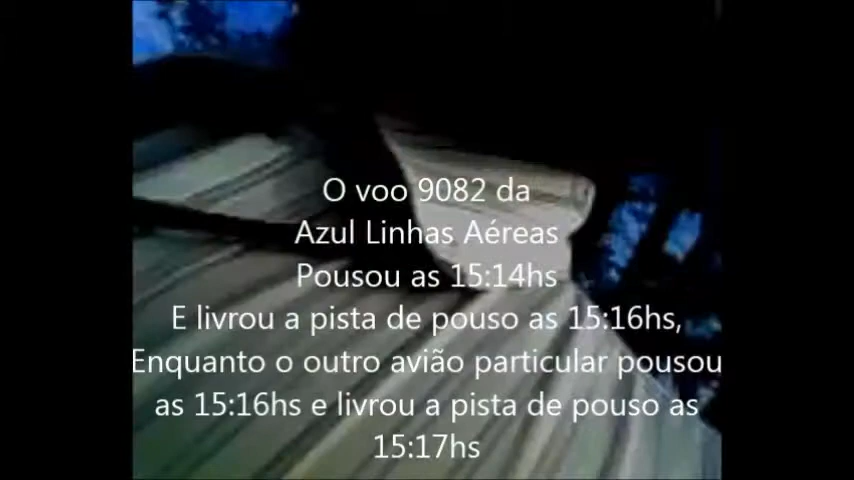 O voo 9082 da
Azul Linhas Aéreas
Pousou as 15:14hs
E livrou a pista de pouso as 15:16hs,
Enquanto o outro avião particular pousou
as 15:16hs e livrou a pista de pouso as
15:17hs